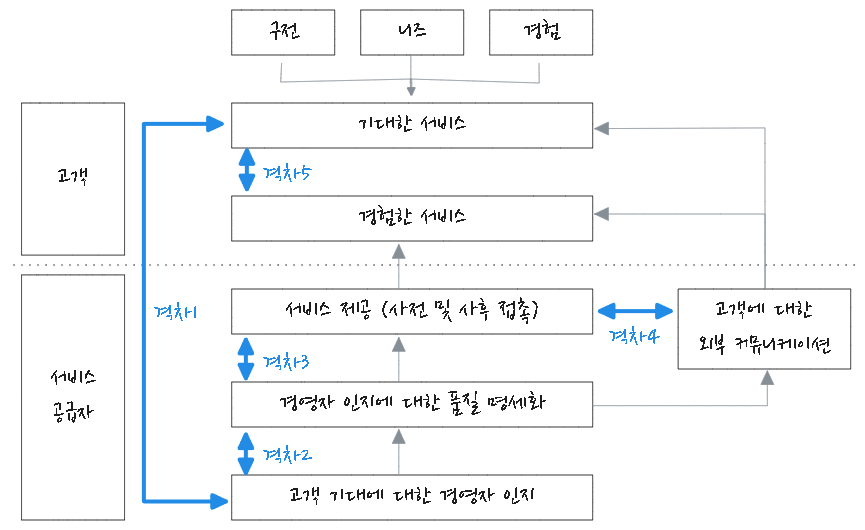 구전
니즈
경험
기대한 서비스
고객
격차5
경험한 서비스
격차1
서비스 제공 (사전 및 사후 접촉)
고객에 대한
외부 커뮤니케이션
격차4
격차3
서비스
공급자
경영자 인지에 대한 품질 명세화
격차2
고객 기대에 대한 경영자 인지